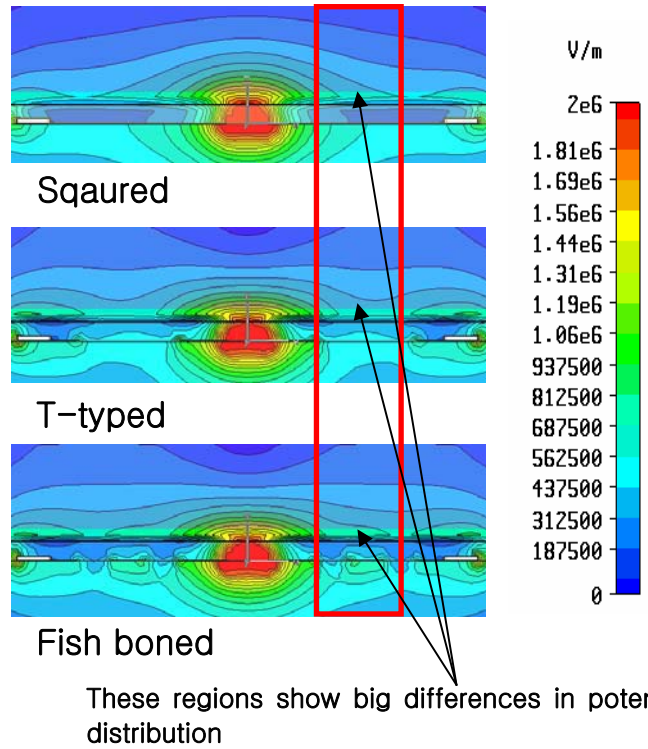 V/m
2e6
1.81e6
1.69e6
1.56e6
1.44e6
1.31e6
1.19e6
1.06e6
937500
812500
687500
562500
437500
312500
187500
0
Sqaured
T-typed
Fish boned
These regions show big differences in poter
distribution